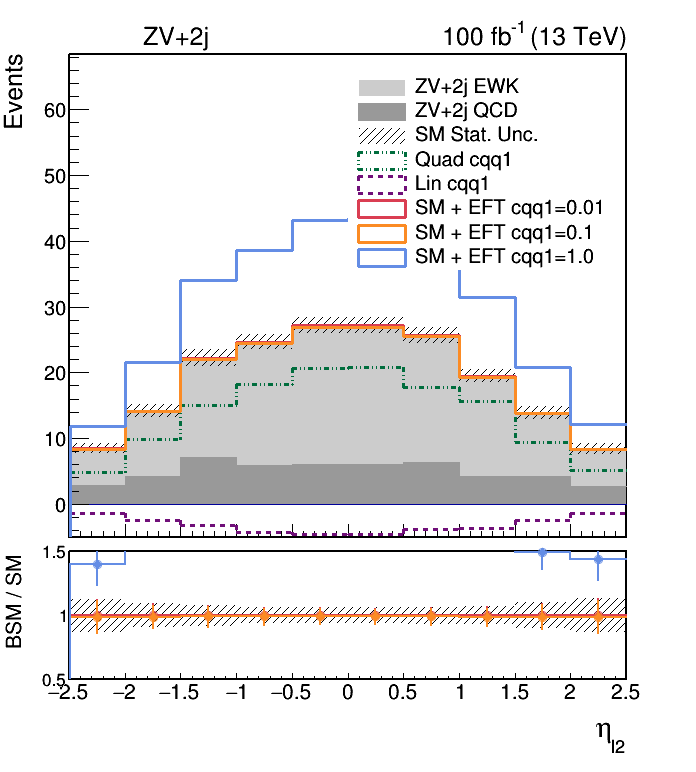 ZV+2j 100 fb⁻¹ (13 TeV)
Events
60
50
40
30
20
10
0
ZV+2j EWK
ZV+2j QCD
SM Stat. Unc.
Quad cqq1
Lin cqq1
SM + EFT cqq1=0.01
SM + EFT cqq1=0.1
SM + EFT cqq1=1.0
BSM / SM
1.5
1
0.5
−2.5 −2 −1.5 −1 −0.5 0 0.5 1 1.5 2 2.5
η_l2